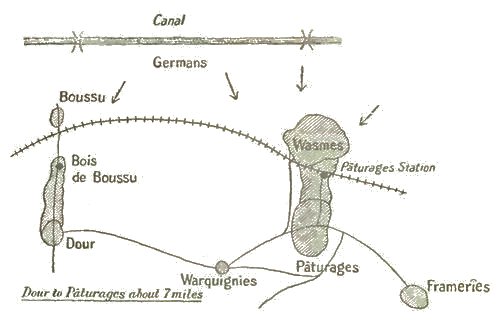 Canal
Germans
Boussu
Wasmes
Pâturages Station
Bois
de Boussu
Dour
Pâturages
Warquignies
Frameries
Dour to Pâturages about 7 miles